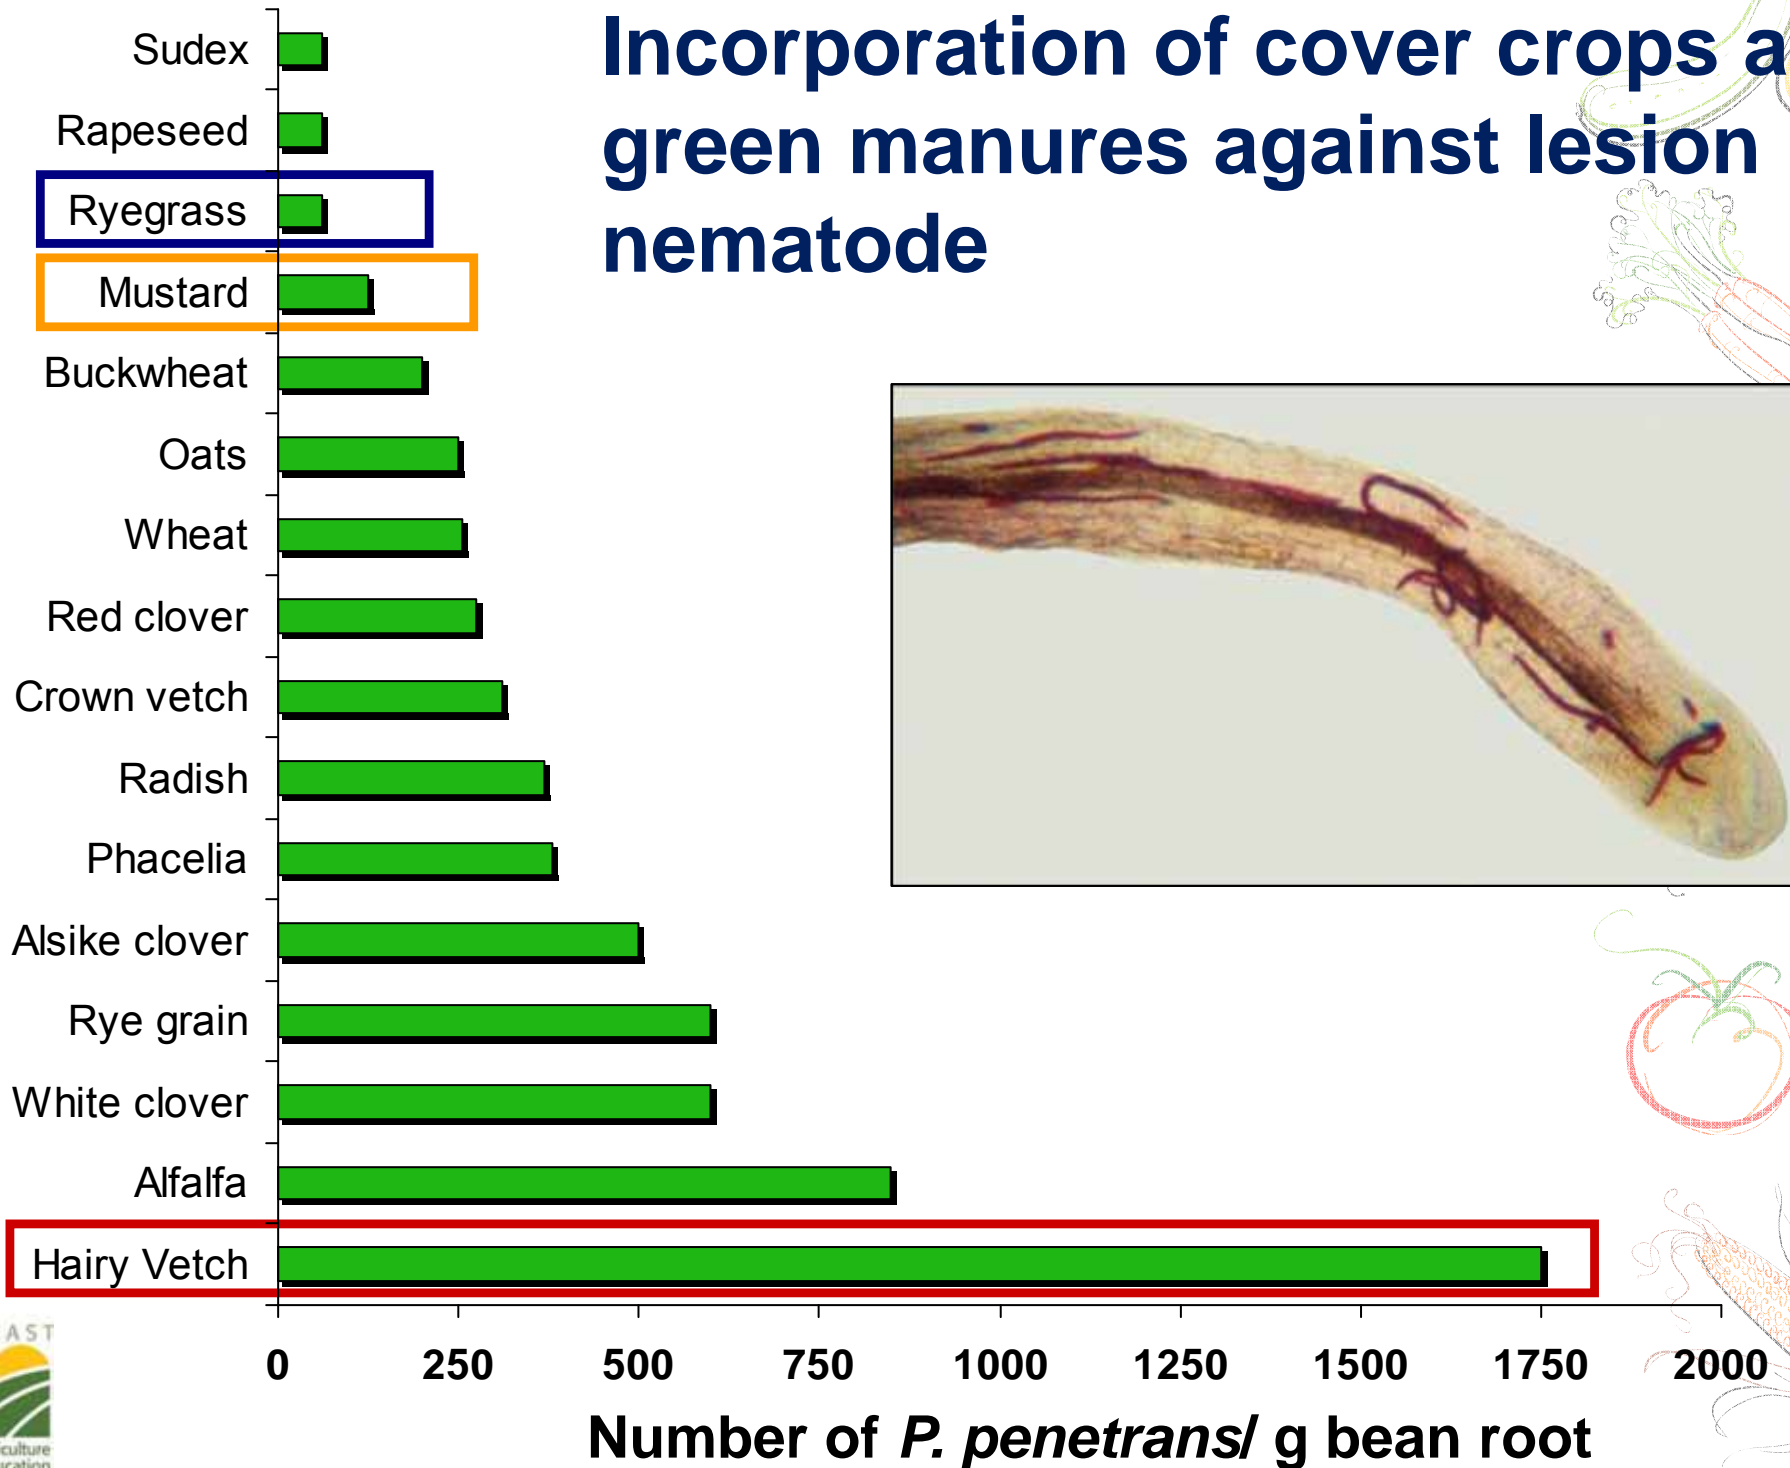 Incorporation of cover crops a
green manures against lesion
nematode
Sudex
Rapeseed
Ryegrass
Mustard
Buckwheat
Oats
Wheat
Red clover
Crown vetch
Radish
Phacelia
Alsike clover
Rye grain
White clover
Alfalfa
Hairy Vetch
0 250 500 750 1000 1250 1500 1750 2000
Number of P. penetrans/ g bean root
AST
culture